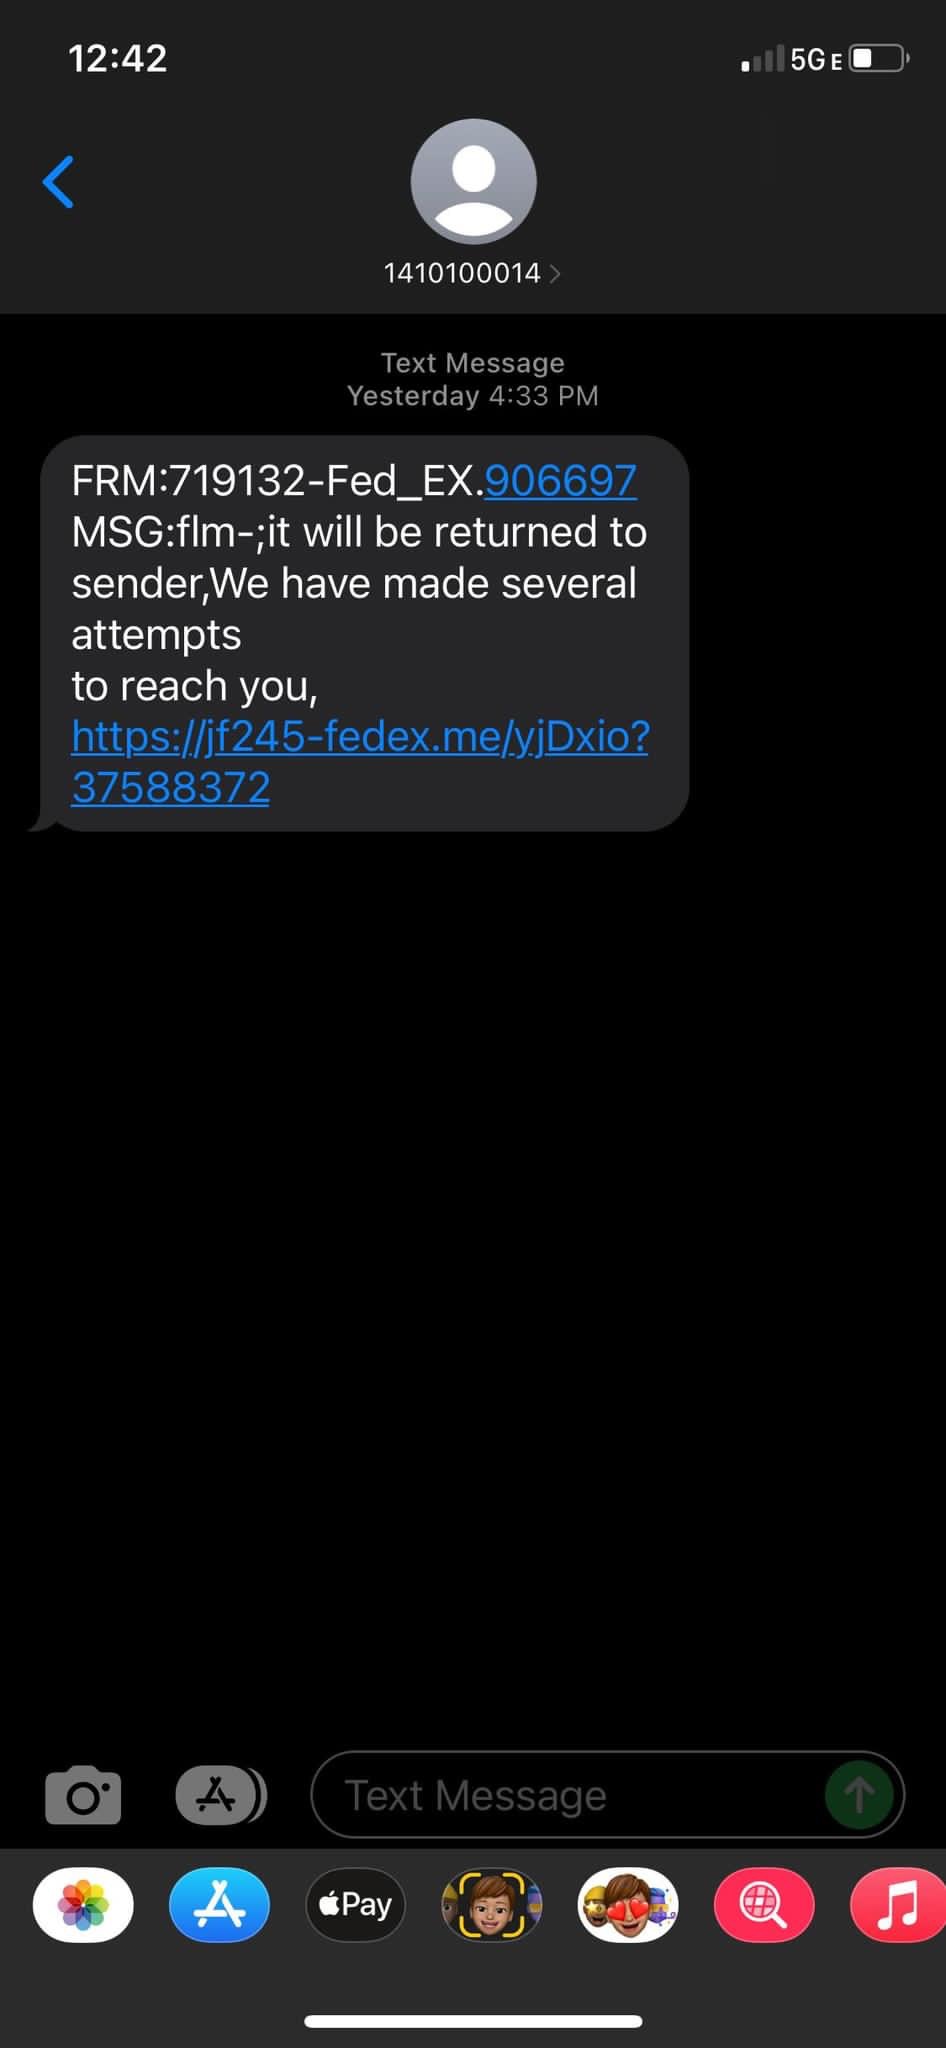 12:42
5G E
1410100014
Text Message
Yesterday 4:33 PM
FRM:719132-Fed_EX.906697
MSG:flm-;it will be returned to
sender,We have made several
attempts
to reach you,
https://jf245-fedex.me/yjDxio?
37588372
Text Message
Pay